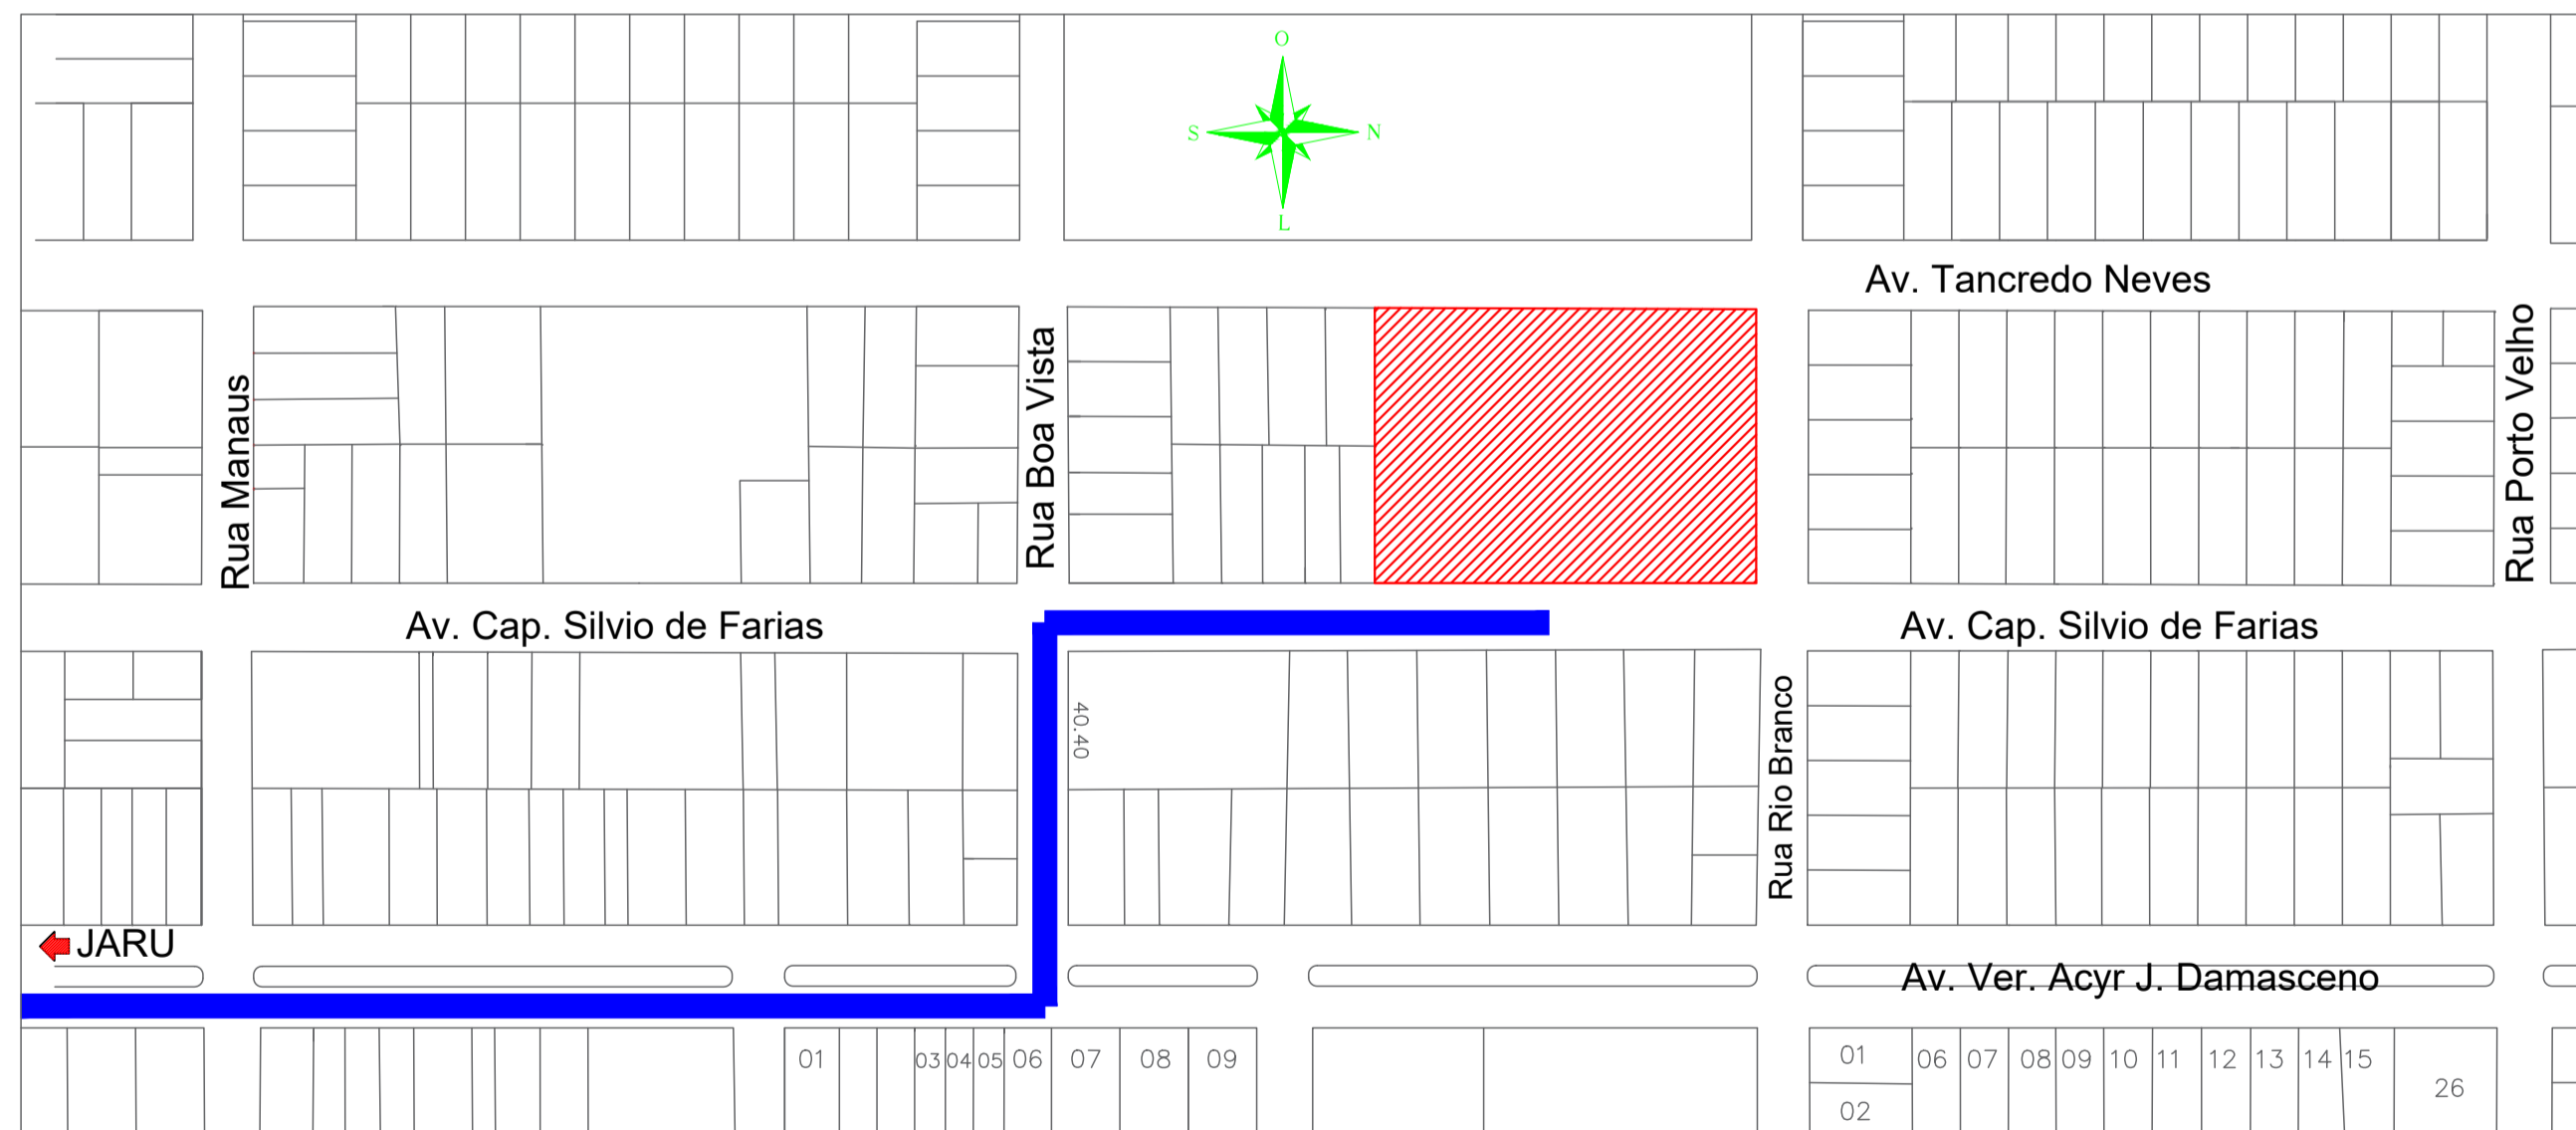 O
S
N
L
Av. Tancredo Neves
Rua Manaus
Rua Boa Vista
Rua Porto Velho
Av. Cap. Silvio de Farias
Av. Cap. Silvio de Farias
40.40
Rua Rio Branco
JARU
Av. Ver. Acyr J. Damasceno
01 03 04 05 06 07 08 09
01 06 07 08 09 10 11 12 13 14 15
26
02